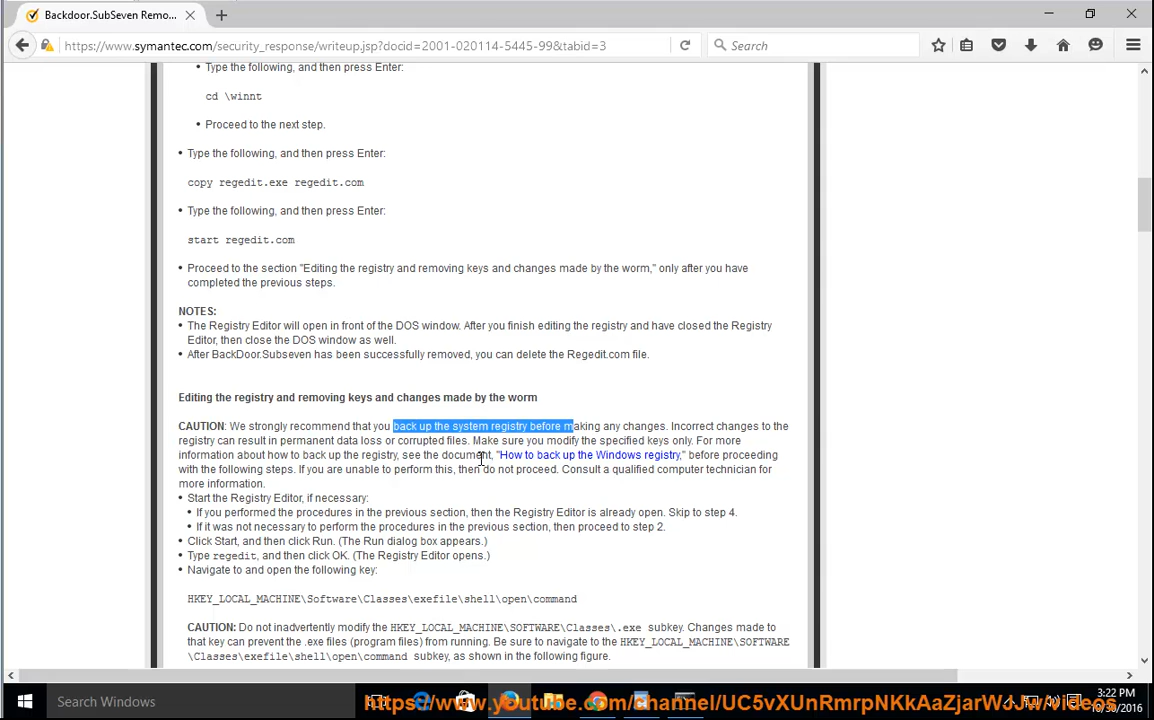 Backdoor.SubSeven Remo...
https://www.symantec.com/security_response/writeup.jsp?docid=2001-020114-5445-99&tabid=3
Search
Type the following, and then press Enter:
cd \winnt
• Proceed to the next step.
• Type the following, and then press Enter:
copy regedit.exe regedit.com
• Type the following, and then press Enter:
start regedit.com
• Proceed to the section "Editing the registry and removing keys and changes made by the worm," only after you have
completed the previous steps.
NOTES:
• The Registry Editor will open in front of the DOS window. After you finish editing the registry and have closed the Registry
Editor, then close the DOS window as well.
• After BackDoor.Subseven has been successfully removed, you can delete the Regedit.com file.
Editing the registry and removing keys and changes made by the worm
CAUTION: We strongly recommend that you back up the system registry before making any changes. Incorrect changes to the
registry can result in permanent data loss or corrupted files. Make sure you modify the specified keys only. For more
information about how to back up the registry, see the document, "How to back up the Windows registry," before proceeding
with the following steps. If you are unable to perform this, then do not proceed. Consult a qualified computer technician for
more information.
• Start the Registry Editor, if necessary:
• If you performed the procedures in the previous section, then the Registry Editor is already open. Skip to step 4.
• If it was not necessary to perform the procedures in the previous section, then proceed to step 2.
• Click Start, and then click Run. (The Run dialog box appears.)
• Type regedit, and then click OK. (The Registry Editor opens.)
• Navigate to and open the following key:
HKEY_LOCAL_MACHINE\Software\Classes\exefile\shell\open\command
CAUTION: Do not inadvertently modify the HKEY_LOCAL_MACHINE\SOFTWARE\Classes\.exe subkey. Changes made to
that key can prevent the .exe files (program files) from running. Be sure to navigate to the HKEY_LOCAL_MACHINE\SOFTWARE
\Classes\exefile\shell\open\command subkey, as shown in the following figure.
Search Windows
3:22 PM
10/30/2016